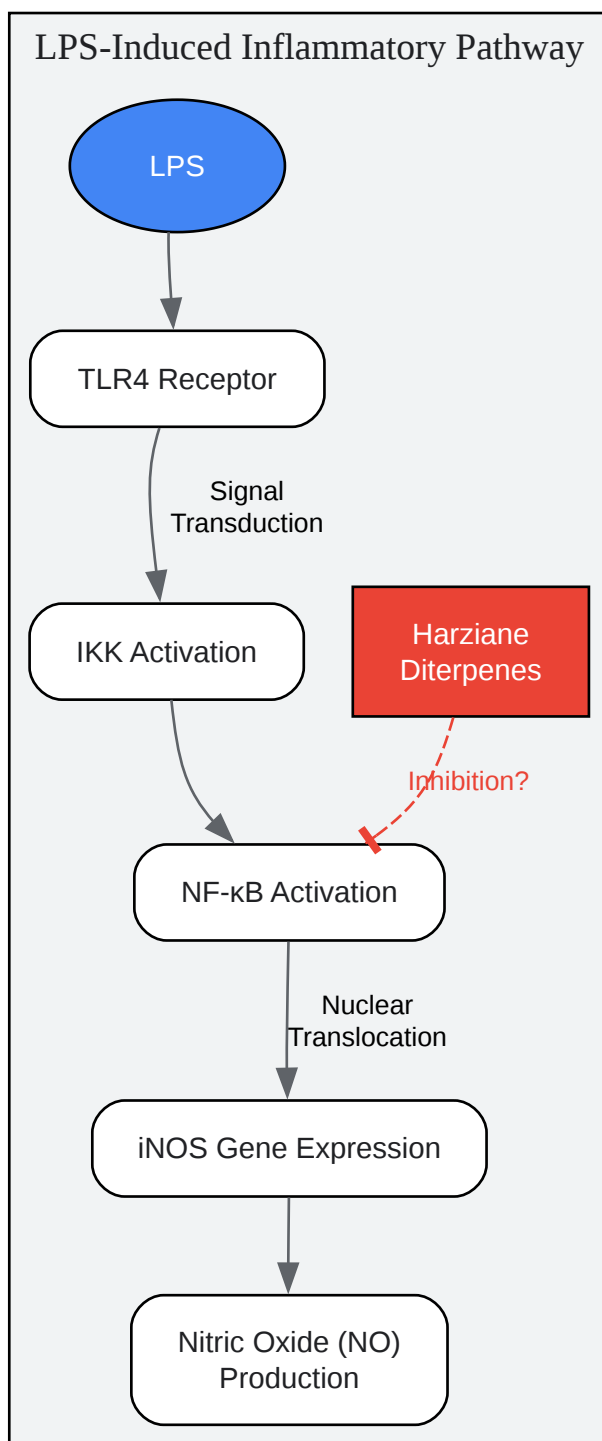 LPS-Induced Inflammatory Pathway
LPS
TLR4 Receptor
Signal
Transduction
IKK Activation
Harziane
Diterpenes
Inhibition?
NF-κB Activation
Nuclear
Translocation
iNOS Gene Expression
Nitric Oxide (NO)
Production